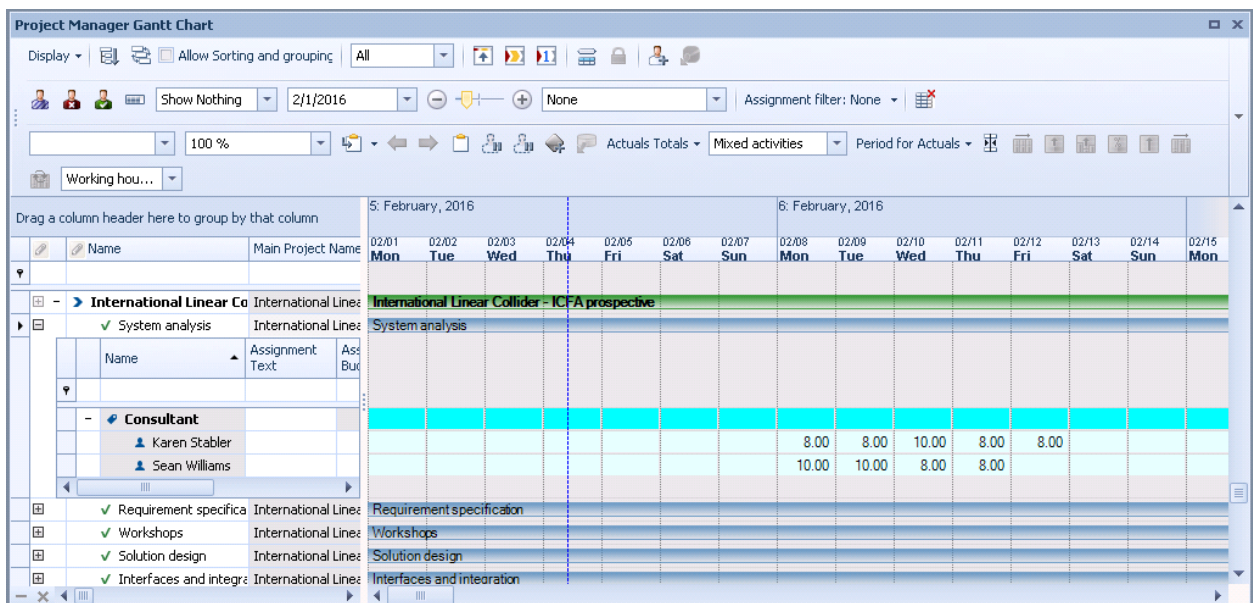 Project Manager Gantt Chart
Display Allow Sorting and grouping All
Show Nothing 2/1/2016 None Assignment filter: None
100 % Actuals Totals Mixed activities Period for Actuals
Working hou...
Drag a column header here to group by that column 5: February, 2016 6: February, 2016
Name Main Project Name 02/01 02/02 02/03 02/04 02/05 02/06 02/07 02/08 02/09 02/10 02/11 02/12 02/13 02/14 02/15
Mon Tue Wed Thu Fri Sat Sun Mon Tue Wed Thu Fri Sat Sun Mon
International Linear Co International Linea International Linear Collider - ICFA prospective
System analysis International Linea System analysis
Name Assignment Text Ass Bud
Consultant
Karen Stabler 8.00 8.00 10.00 8.00 8.00
Sean Williams 10.00 10.00 8.00 8.00
Requirement specifica International Linea Requirement specification
Workshops International Linea Workshops
Solution design International Linea Solution design
Interfaces and integra International Linea Interfaces and integration